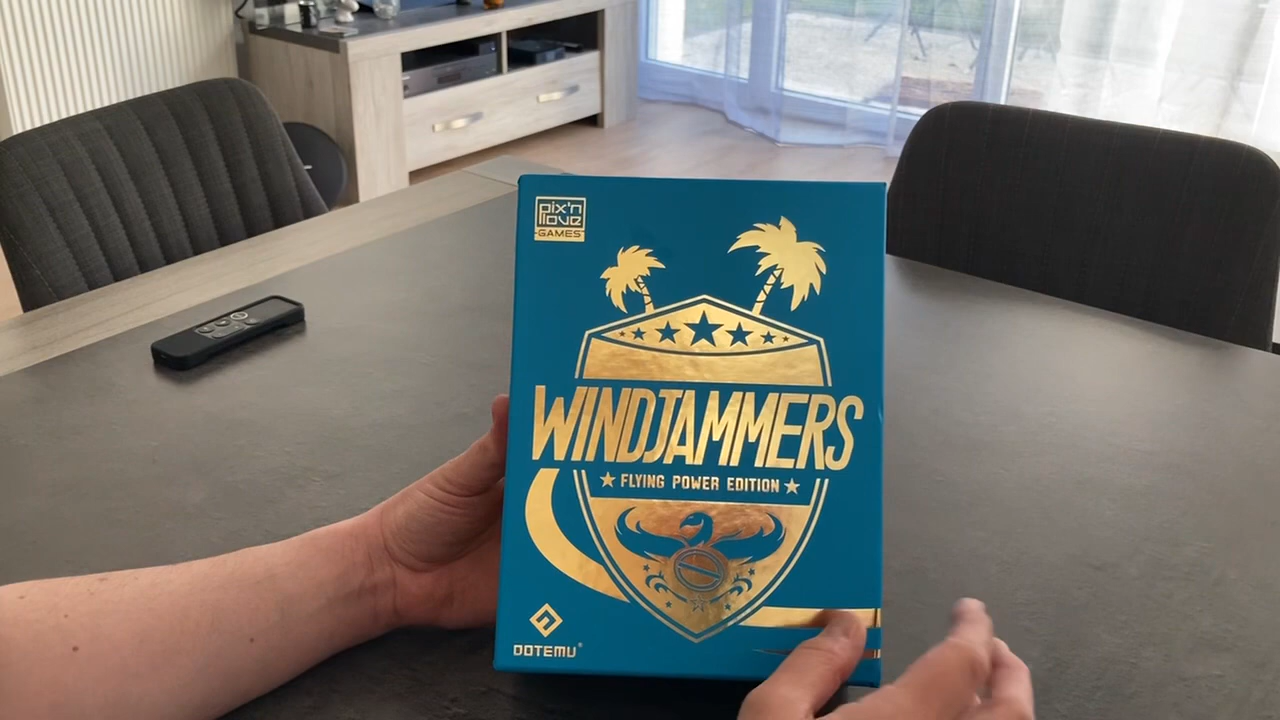 pix'n
love
GAMES
WINDJAMMERS
FLYING POWER EDITION
DOTEMU®